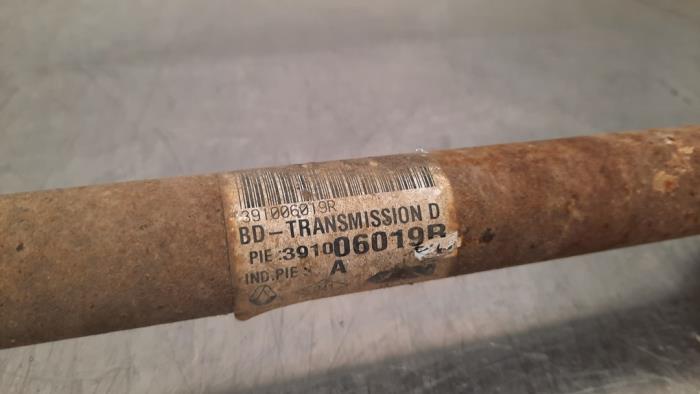 391006019R
BD-TRANSMISSION D
PIE :391006019R
IND.PIE : A